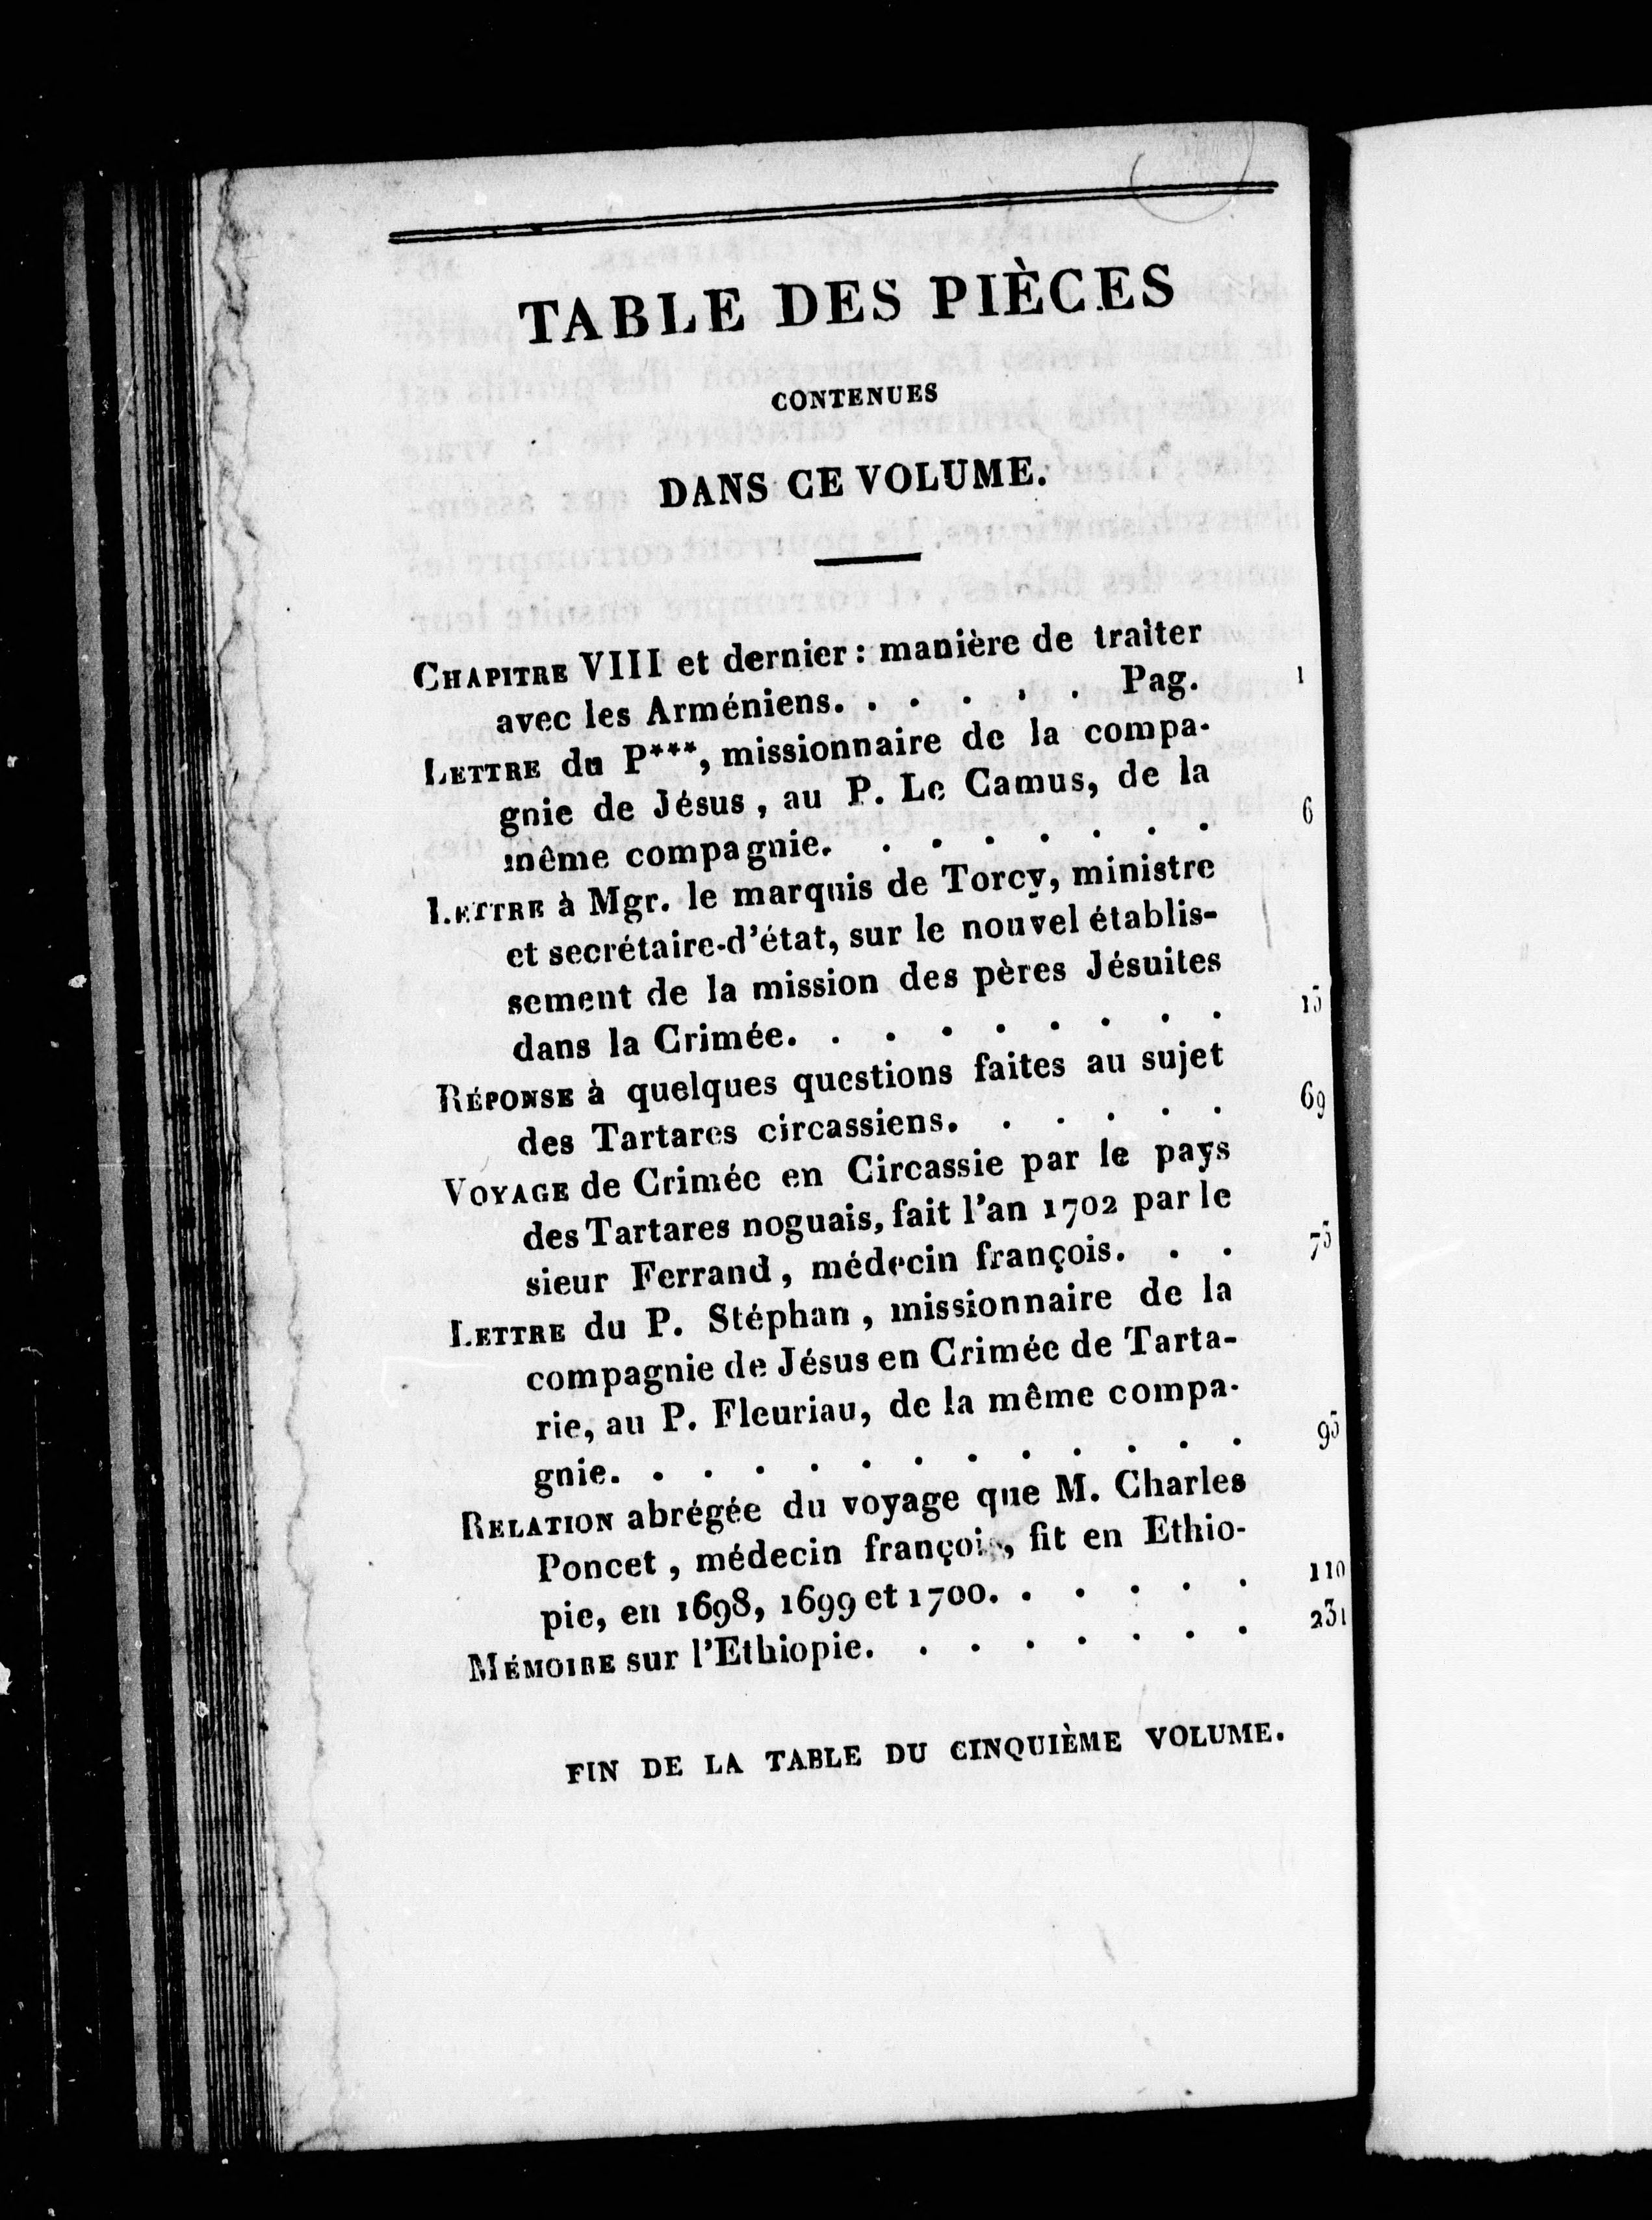 TABLE DES PIÈCES
CONTENUES
DANS CE VOLUME.
CHAPITRE VIII et dernier : manière de traiter
avec les Arméniens. . . . . . Pag. 1
LETTRE du P***, missionnaire de la compa-
gnie de Jésus, au P. Le Camus, de la
même compagnie. . . . . . . . 6
LETTRE à Mgr. le marquis de Torcy, ministre
et secrétaire-d'état, sur le nouvel établis-
sement de la mission des pères Jésuites
dans la Crimée. . . . . . . . . 15
RÉPONSE à quelques questions faites au sujet
des Tartares circassiens. . . . . . 69
VOYAGE de Crimée en Circassie par le pays
des Tartares noguais, fait l'an 1702 par le
sieur Ferrand, médecin françois. . . 75
LETTRE du P. Stéphan, missionnaire de la
compagnie de Jésus en Crimée de Tarta-
rie, au P. Fleuriau, de la même compa-
gnie. . . . . . . . . . . . . 95
RELATION abrégée du voyage que M. Charles
Poncet, médecin françois, fit en Ethio-
pie, en 1698, 1699 et 1700. . . . . . 110
MÉMOIRE sur l'Ethiopie. . . . . . . . 231
FIN DE LA TABLE DU CINQUIÈME VOLUME.